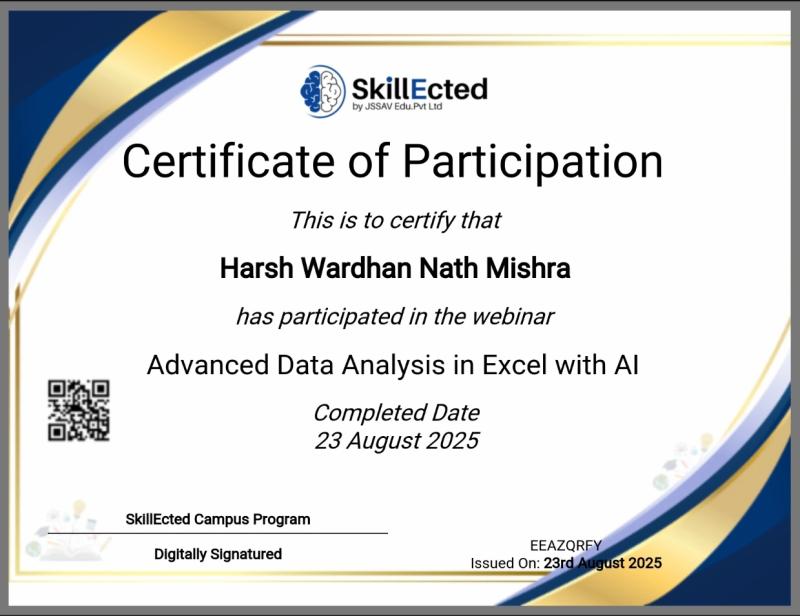 SkillEcted
by JSSAV Edu.Pvt Ltd
Certificate of Participation
This is to certify that
Harsh Wardhan Nath Mishra
has participated in the webinar
Advanced Data Analysis in Excel with AI
Completed Date
23 August 2025
SkillEcted Campus Program
Digitally Signatured
EEAZQRFY
Issued On: 23rd August 2025